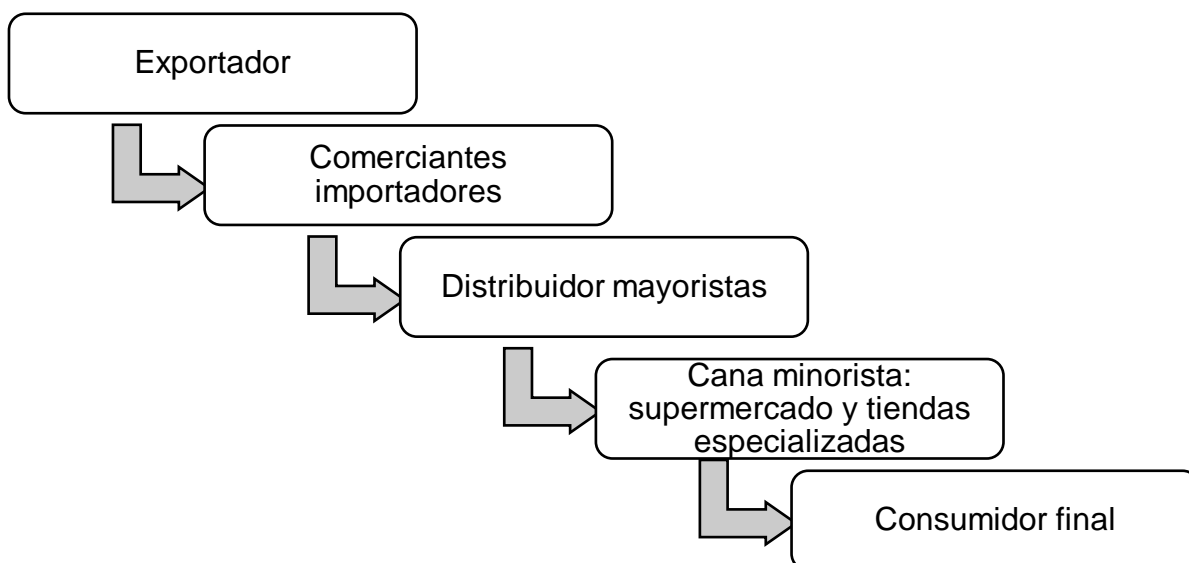 Exportador
Comerciantes
importadores
Distribuidor mayoristas
Cana minorista:
supermercado y tiendas
especializadas
Consumidor final